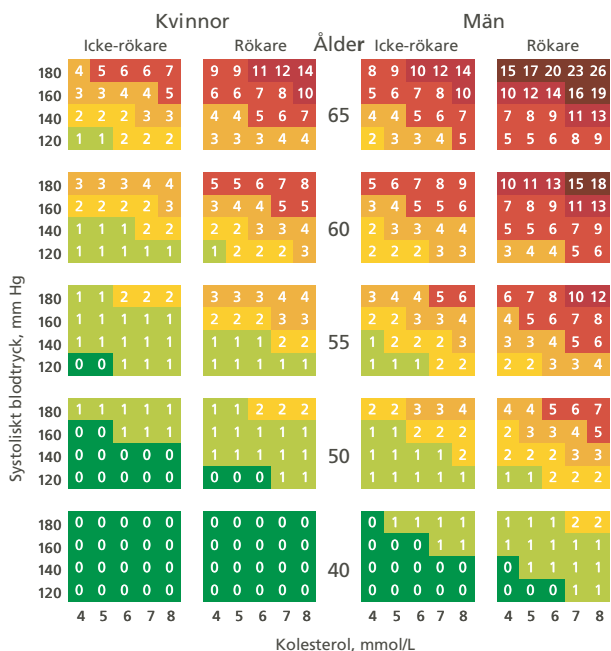 Kvinnor Män
Icke-rökare Rökare Ålder Icke-rökare Rökare
180 4 5 6 6 7 9 9 11 12 14 8 9 10 12 14 15 17 20 23 26
160 3 3 4 4 5 6 6 7 8 10 5 6 7 8 10 10 12 14 16 19
140 2 2 2 3 3 4 4 5 6 7 65 4 4 5 6 7 7 8 9 11 13
120 1 1 2 2 2 3 3 3 4 4 2 3 3 4 5 5 5 6 8 9
180 3 3 3 4 4 5 5 6 7 8 5 6 7 8 9 10 11 13 15 18
160 2 2 2 2 3 3 4 4 5 5 3 4 5 5 6 7 8 9 11 13
140 1 1 1 2 2 2 2 3 3 4 60 2 3 3 4 4 5 5 6 7 9
120 1 1 1 1 1 1 2 2 2 3 2 2 2 3 3 3 4 4 5 6
180 1 1 2 2 2 3 3 3 4 4 3 4 4 5 6 6 7 8 10 12
160 1 1 1 1 1 2 2 2 3 3 2 2 3 3 4 4 5 6 7 8
140 1 1 1 1 1 1 1 1 2 2 55 1 2 2 2 3 3 3 4 5 6
120 0 0 1 1 1 1 1 1 1 1 1 1 1 2 2 2 2 3 3 4
180 1 1 1 1 1 1 1 2 2 2 2 2 3 3 4 4 4 5 6 7
160 0 0 1 1 1 1 1 1 1 1 1 1 2 2 2 2 3 3 4 5
140 0 0 0 0 0 1 1 1 1 1 50 1 1 1 1 2 2 2 2 3 3
120 0 0 0 0 0 0 0 0 1 1 1 1 1 1 1 1 1 2 2 2
180 0 0 0 0 0 0 0 0 0 0 0 1 1 1 1 1 1 1 2 2
160 0 0 0 0 0 0 0 0 0 0 0 0 0 1 1 1 1 1 1 1
140 0 0 0 0 0 0 0 0 0 0 40 0 0 0 0 0 0 1 1 1 1
120 0 0 0 0 0 0 0 0 0 0 0 0 0 0 0 0 0 0 1 1
4 5 6 7 8 4 5 6 7 8 4 5 6 7 8 4 5 6 7 8
Systoliskt blodtryck, mm Hg
Kolesterol, mmol/L